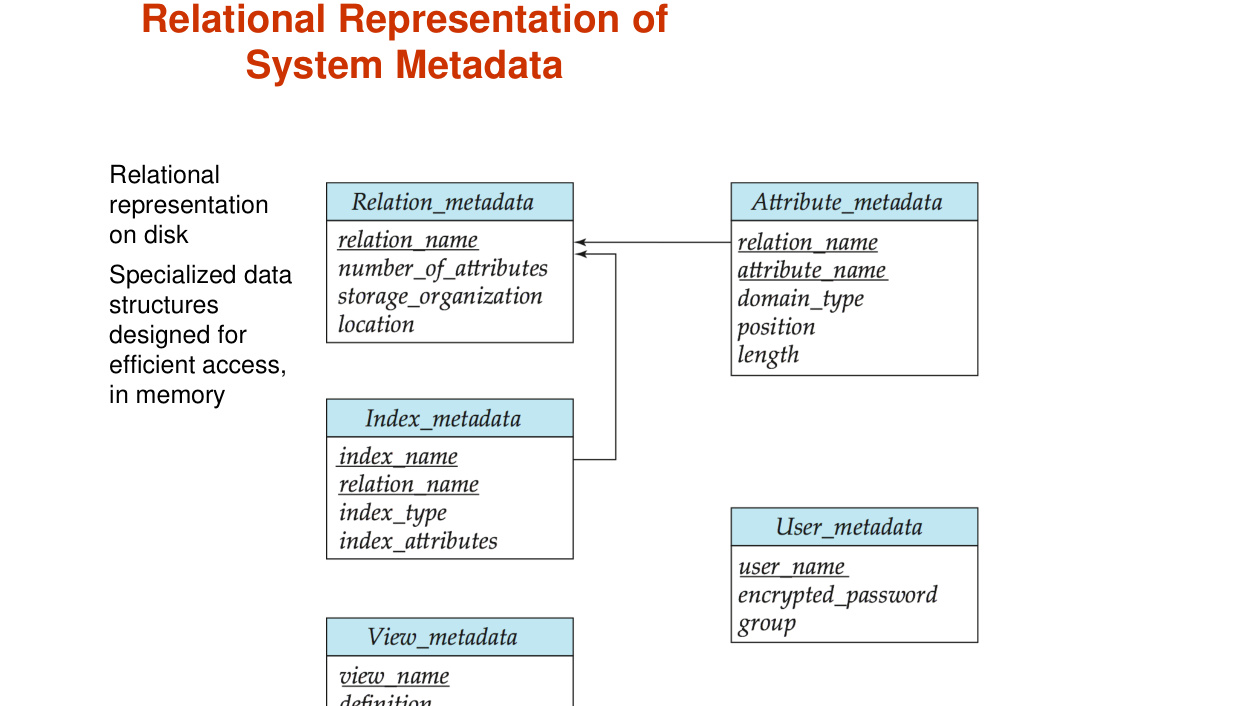 Relational Representation of
System Metadata
Relational
representation
on disk
Specialized data
structures
designed for
efficient access,
in memory
Relation_metadata
relation_name
number_of_attributes
storage_organization
location
Attribute_metadata
relation_name
attribute_name
domain_type
position
length
Index_metadata
index_name
relation_name
index_type
index_attributes
User_metadata
user_name
encrypted_password
group
View_metadata
view_name
definition